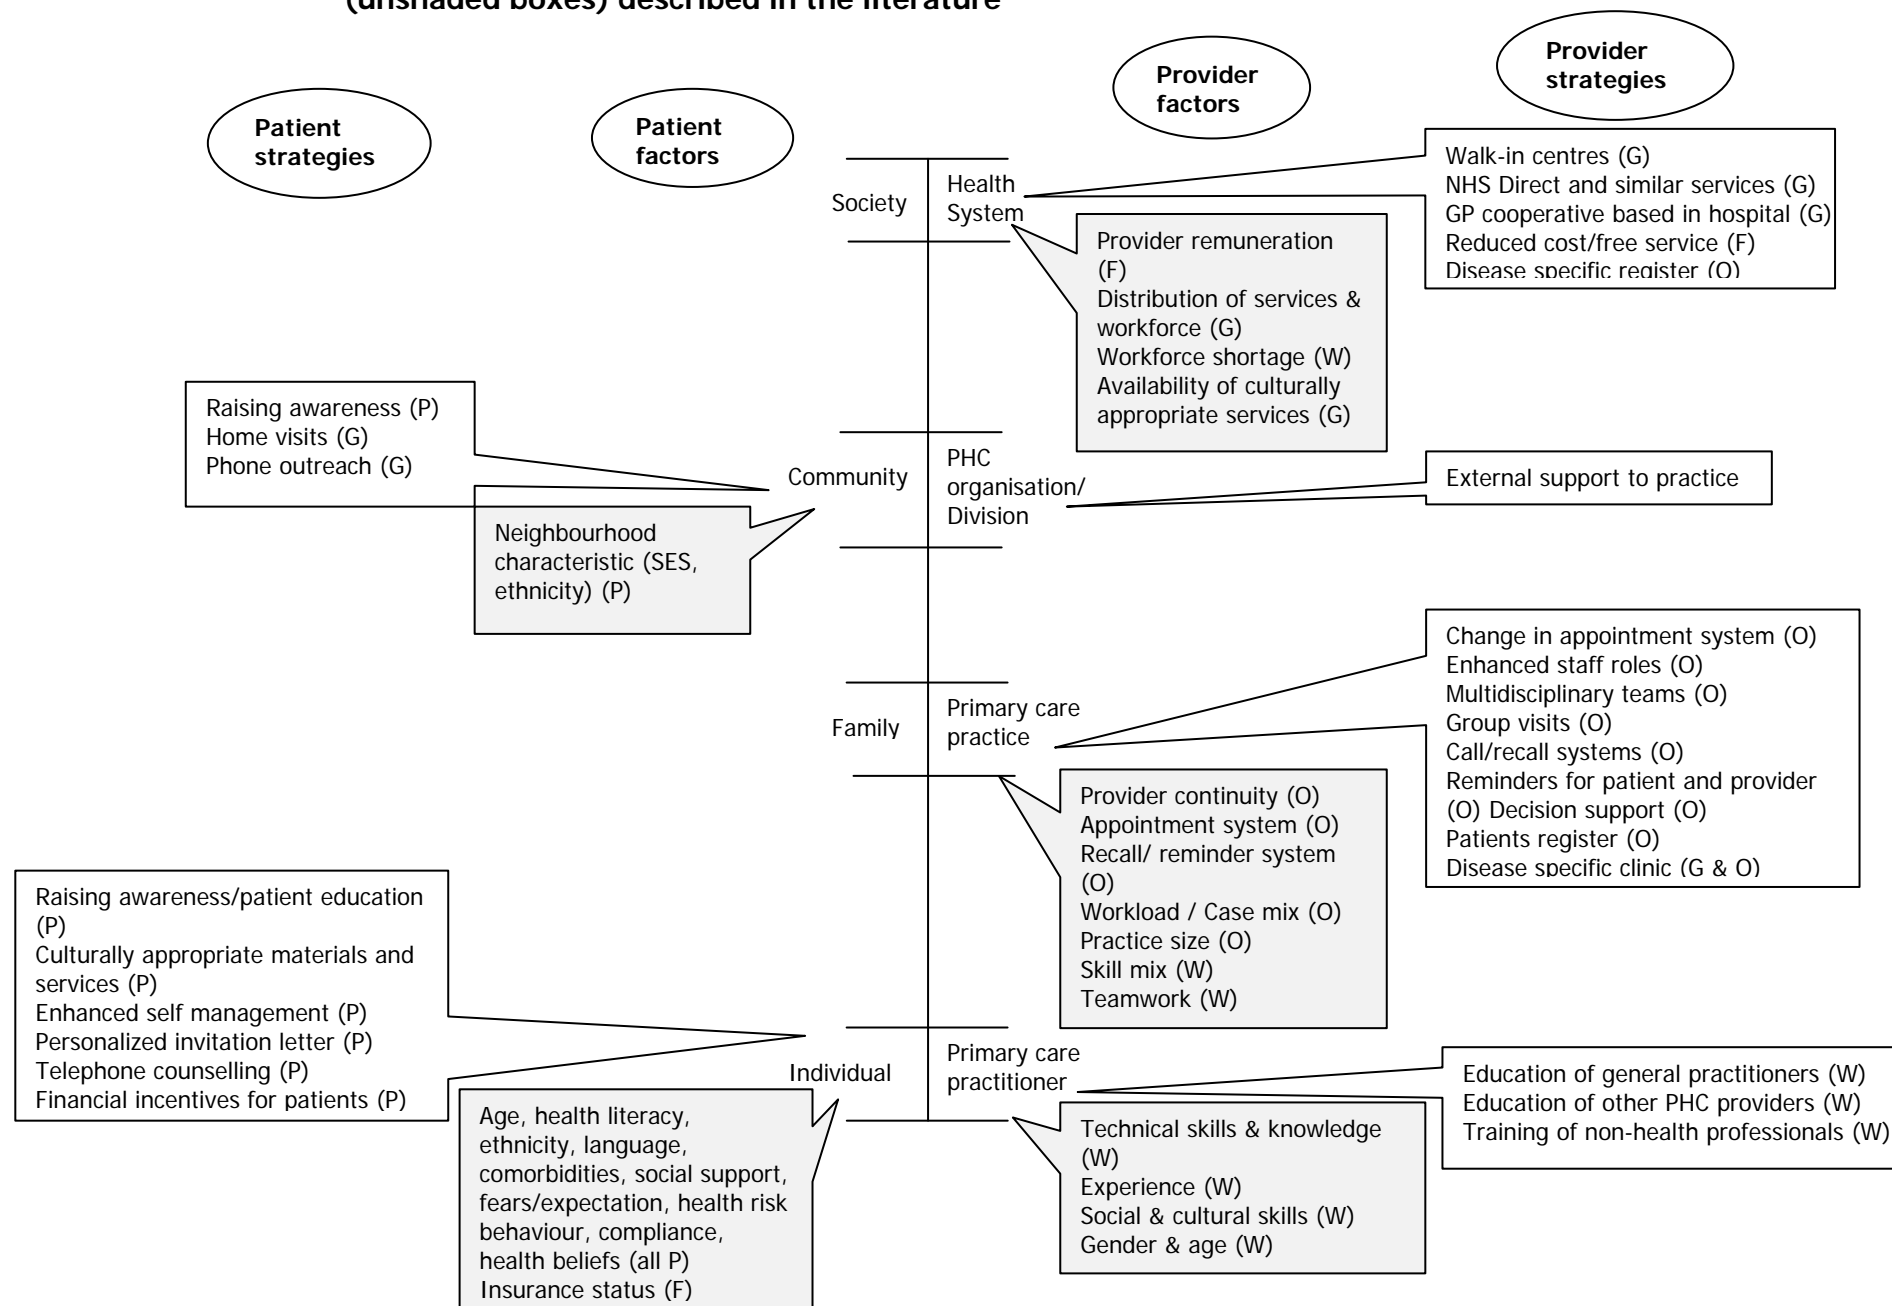 (unshaded boxes) described in the literature
Patient
strategies
Patient
factors
Provider
factors
Provider
strategies
Society
Health
System
Walk-in centres (G)
NHS Direct and similar services (G)
GP cooperative based in hospital (G)
Reduced cost/free service (F)
Disease specific register (O)
Provider remuneration
(F)
Distribution of services &
workforce (G)
Workforce shortage (W)
Availability of culturally
appropriate services (G)
Raising awareness (P)
Home visits (G)
Phone outreach (G)
Community
PHC
organisation/
Division
External support to practice
Neighbourhood
characteristic (SES,
ethnicity) (P)
Family
Primary care
practice
Change in appointment system (O)
Enhanced staff roles (O)
Multidisciplinary teams (O)
Group visits (O)
Call/recall systems (O)
Reminders for patient and provider
(O) Decision support (O)
Patients register (O)
Disease specific clinic (G & O)
Provider continuity (O)
Appointment system (O)
Recall/ reminder system
(O)
Workload / Case mix (O)
Practice size (O)
Skill mix (W)
Teamwork (W)
Raising awareness/patient education
(P)
Culturally appropriate materials and
services (P)
Enhanced self management (P)
Personalized invitation letter (P)
Telephone counselling (P)
Financial incentives for patients (P)
Individual
Primary care
practitioner
Education of general practitioners (W)
Education of other PHC providers (W)
Training of non-health professionals (W)
Age, health literacy,
ethnicity, language,
comorbidities, social support,
fears/expectation, health risk
behaviour, compliance,
health beliefs (all P)
Insurance status (F)
Technical skills & knowledge
(W)
Experience (W)
Social & cultural skills (W)
Gender & age (W)